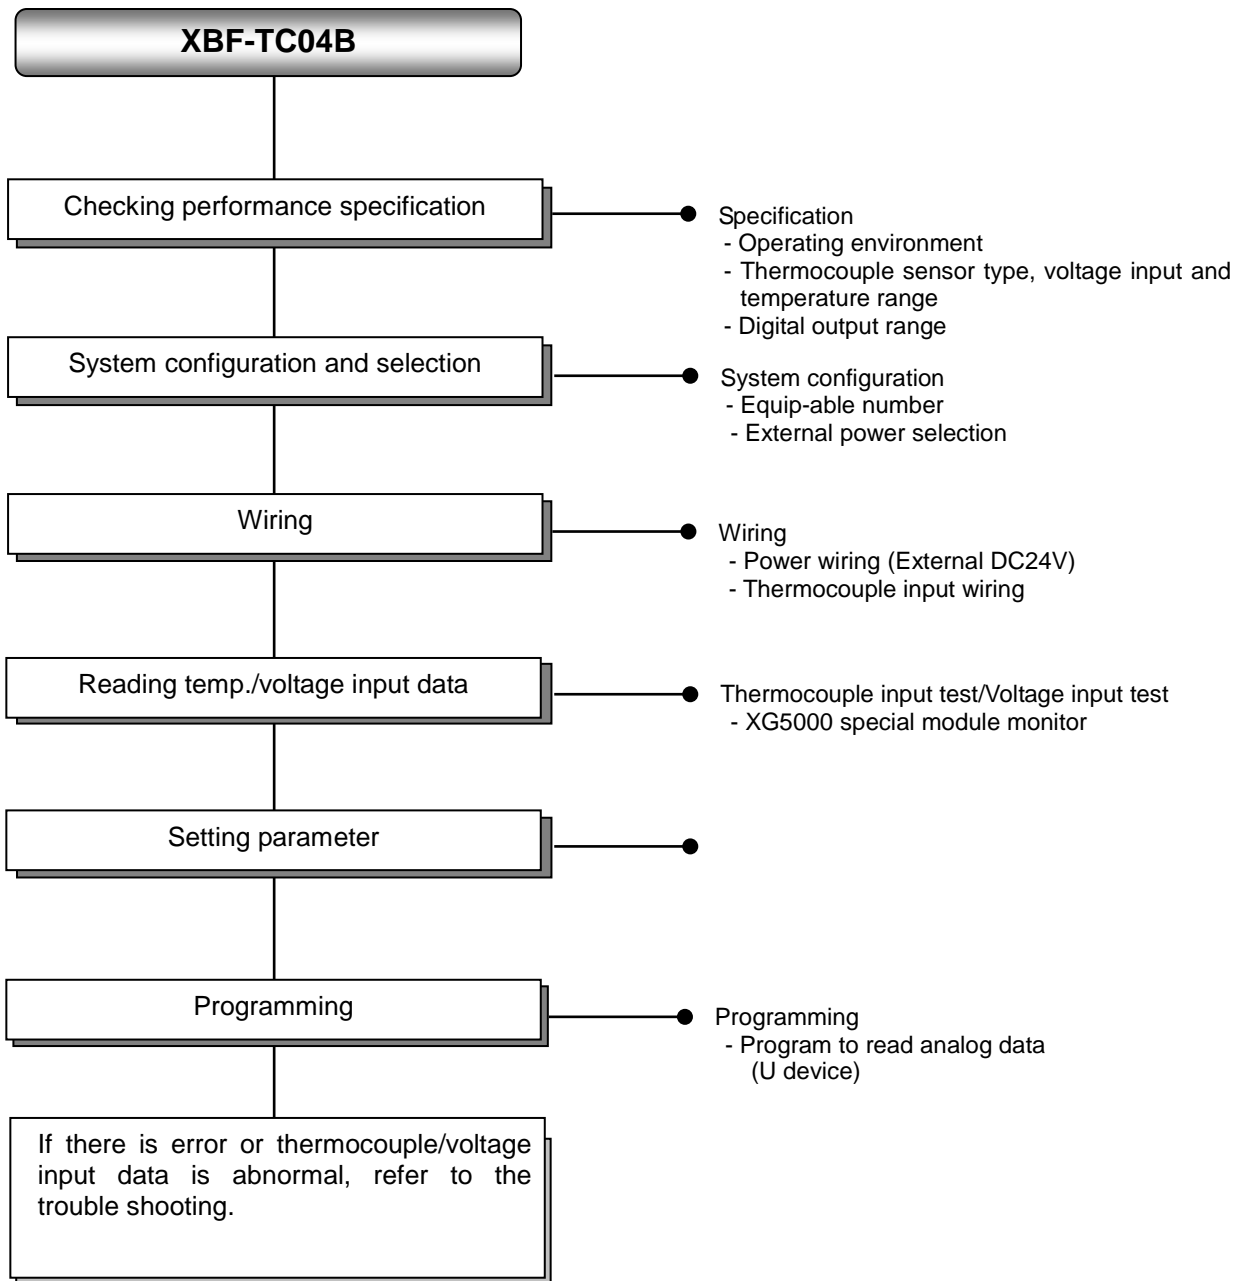 XBF-TC04B
Checking performance specification
Specification
- Operating environment
- Thermocouple sensor type, voltage input and
temperature range
- Digital output range
System configuration and selection
System configuration
- Equip-able number
- External power selection
Wiring
Wiring
- Power wiring (External DC24V)
- Thermocouple input wiring
Reading temp./voltage input data
Thermocouple input test/Voltage input test
- XG5000 special module monitor
Setting parameter
Programming
Programming
- Program to read analog data
(U device)
If there is error or thermocouple/voltage
input data is abnormal, refer to the
trouble shooting.